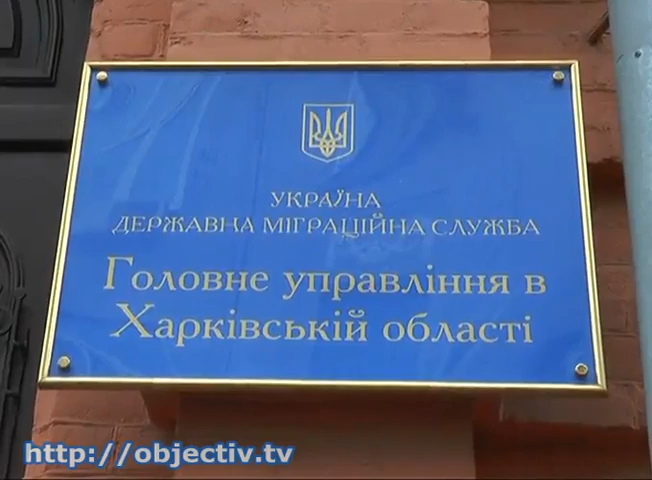 УКРАЇНА
ДЕРЖАВНА МІГРАЦІЙНА СЛУЖБА
Головне управління в
Харківській області
http://objectiv.tv